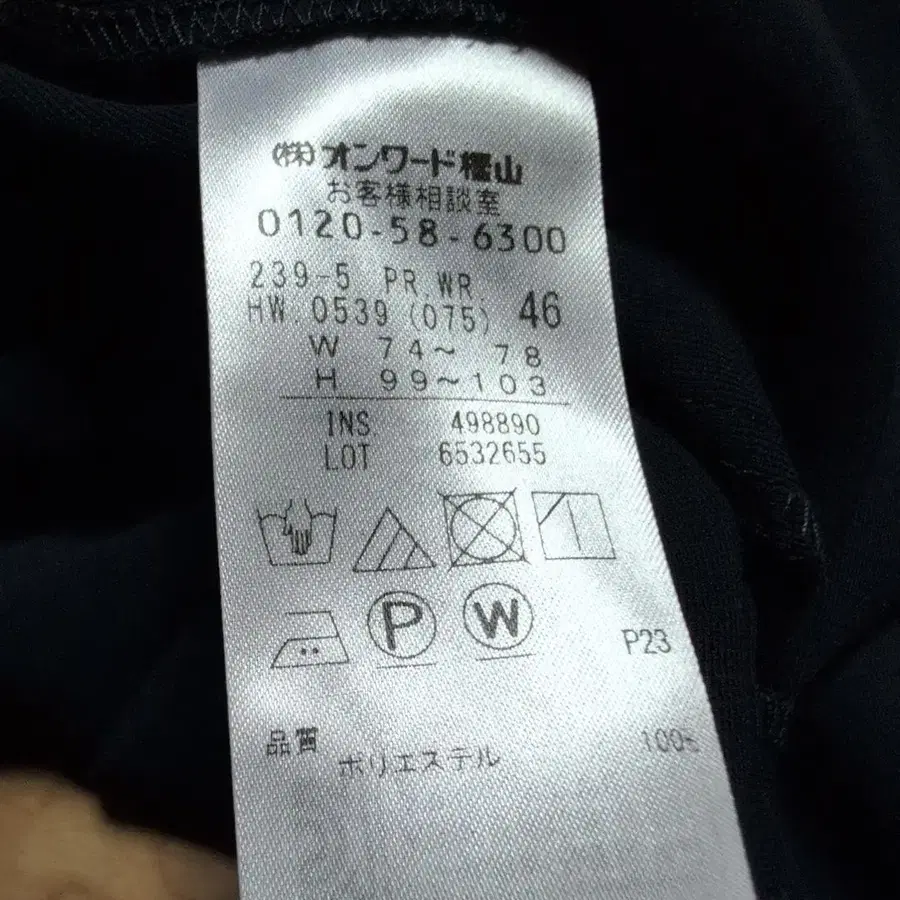 (株)オンワード樫山
お客様相談室
0120-58-6300
239-5 PR WR
HW.0539 (075) 46
W 74～ 78
H 99～103
INS 498890
LOT 6532655
P
W
P23
品質
ポリエステル 100%